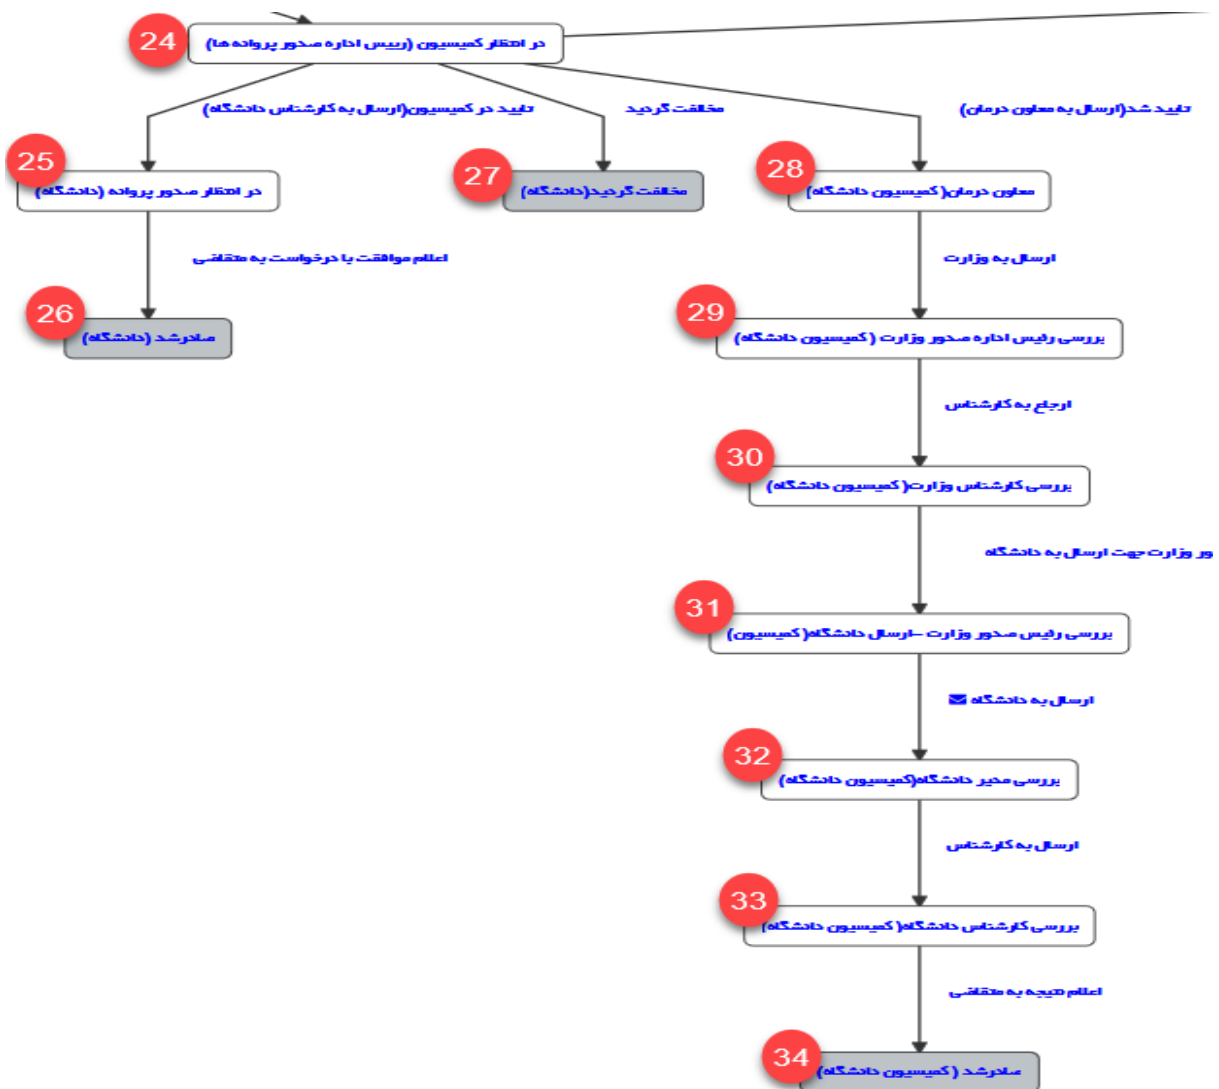 24
در انتظار کمیسیون (رییس اداره صدور پروانه ها)
تایید در کمیسیون(ارسال به کارشناس دانشگاه)
مخالفت گردید
تایید شد(ارسال به معاون درمان)
25
در انتظار صدور پروانه (دانشگاه)
27
مخالفت گردید(دانشگاه)
28
معاون درمان( کمیسیون دانشگاه)
اعلام موافقت با درخواست به متقاضی
ارسال به وزارت
26
صادرشد (دانشگاه)
29
بررسی رئیس اداره صدور وزارت ( کمیسیون دانشگاه)
ارجاع به کارشناس
30
بررسی کارشناس وزارت( کمیسیون دانشگاه)
ور وزارت جهت ارسال به دانشگاه
31
بررسی رئیس صدور وزارت –ارسال دانشگاه( کمیسیون)
ارسال به دانشگاه
32
بررسی مدیر دانشگاه(کمیسیون دانشگاه)
ارسال به کارشناس
33
بررسی کارشناس دانشگاه( کمیسیون دانشگاه)
اعلام نتیجه به متقاضی
34
صادرشد ( کمیسیون دانشگاه)